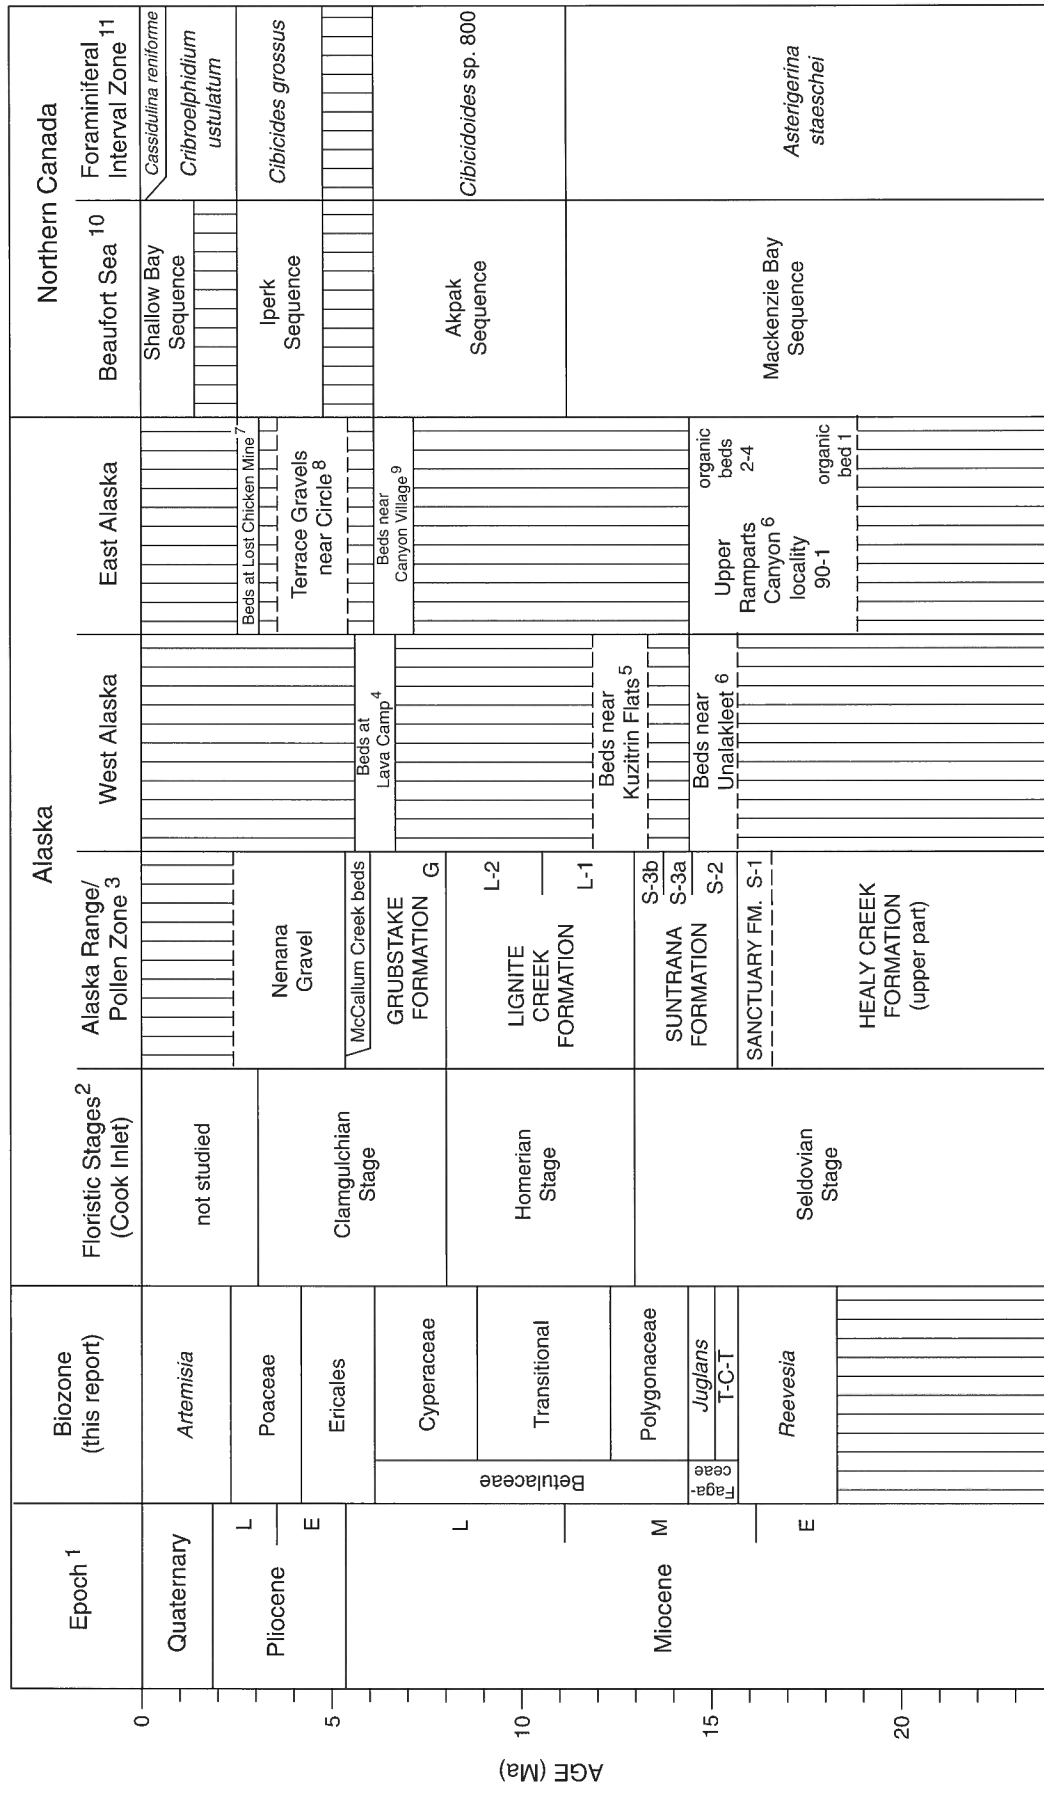 Alaska
Northern Canada
Epoch 1
Biozone
(this report)
Floristic Stages2
(Cook Inlet)
Alaska Range/
Pollen Zone 3
West Alaska
East Alaska
Beaufort Sea 10
Foraminiferal
Interval Zone 11
AGE (Ma)
0
5
10
15
20
Quaternary
Pliocene
L
E
Miocene
L
M
E
Artemisia
Poaceae
Ericales
Betulaceae
Cyperaceae
Transitional
Polygonaceae
Faga-
ceae
Juglans
T-C-T
Reevesia
not studied
Clamgulchian
Stage
Homerian
Stage
Seldovian
Stage
Nenana
Gravel
McCallum Creek beds
GRUBSTAKE
FORMATION
G
LIGNITE
CREEK
FORMATION
L-2
L-1
SUNTRANA
FORMATION
S-3b
S-3a
S-2
SANCTUARY FM. S-1
HEALY CREEK
FORMATION
(upper part)
Beds at
Lava Camp4
Beds near
Kuzitrin Flats 5
Beds near
Unalakleet 6
Beds at Lost Chicken Mine 7
Terrace Gravels
near Circle 8
Beds near
Canyon Village 9
Upper
Ramparts
Canyon 6
locality
90-1
organic
beds
2-4
organic
bed 1
Shallow Bay
Sequence
Iperk
Sequence
Akpak
Sequence
Mackenzie Bay
Sequence
Cassidulina reniforme
Cribroelphidium
ustulatum
Cibicides grossus
Cibicidoides sp. 800
Asterigerina
staeschei